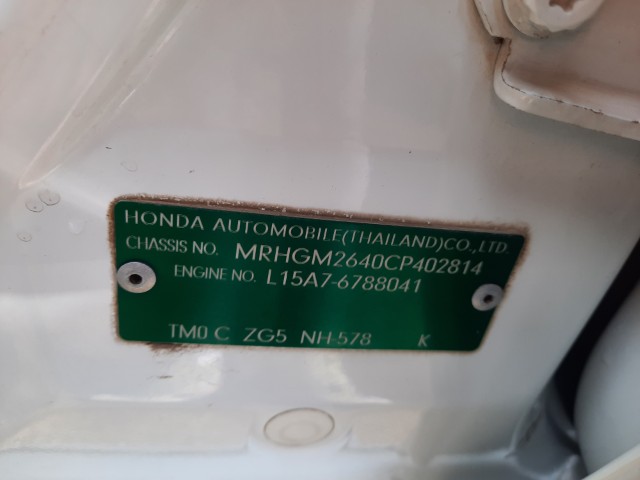 HONDA AUTOMOBILE(THAILAND)CO.,LTD.
CHASSIS NO. MRHGM2640CP402814
ENGINE NO. L15A7-6788041
TM0 C ZG5 NH-578 K